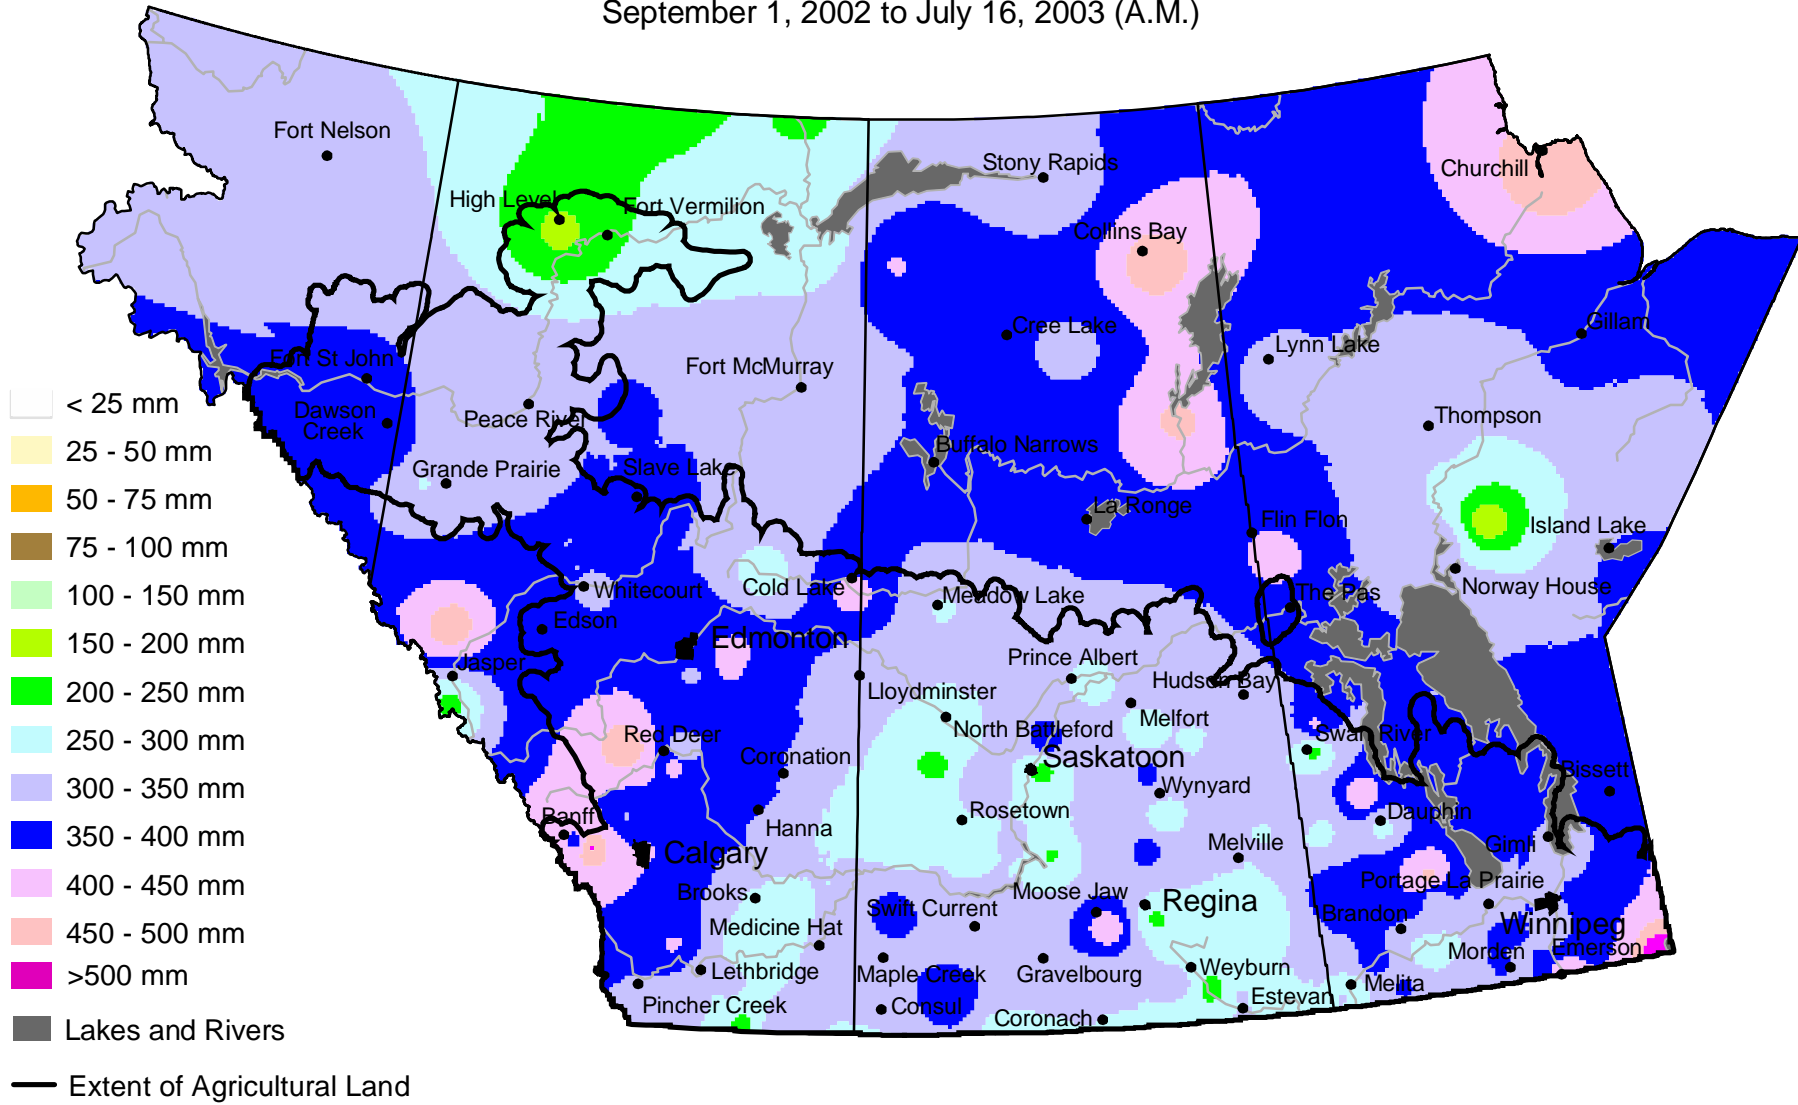 September 1, 2002 to July 16, 2003 (A.M.)
Fort Nelson
High Level
Fort Vermilion
Stony Rapids
Churchill
Collins Bay
Cree Lake
Gillam
Lynn Lake
Fort St John
Fort McMurray
Dawson
Creek
Peace River
Thompson
Buffalo Narrows
Grande Prairie
Slave Lake
La Ronge
Flin Flon
Island Lake
Whitecourt
Cold Lake
Meadow Lake
The Pas
Norway House
Edson
Edmonton
Jasper
Prince Albert
Hudson Bay
Lloydminster
Melfort
North Battleford
Red Deer
Swan River
Coronation
Saskatoon
Bissett
Wynyard
Banff
Hanna
Rosetown
Dauphin
Calgary
Melville
Gimli
Brooks
Moose Jaw
Portage La Prairie
Swift Current
Regina
Brandon
Winnipeg
Medicine Hat
Morden
Emerson
Lethbridge
Maple Creek
Gravelbourg
Weyburn
Melita
Pincher Creek
Consul
Coronach
Estevan
< 25 mm
25 - 50 mm
50 - 75 mm
75 - 100 mm
100 - 150 mm
150 - 200 mm
200 - 250 mm
250 - 300 mm
300 - 350 mm
350 - 400 mm
400 - 450 mm
450 - 500 mm
>500 mm
Lakes and Rivers
Extent of Agricultural Land